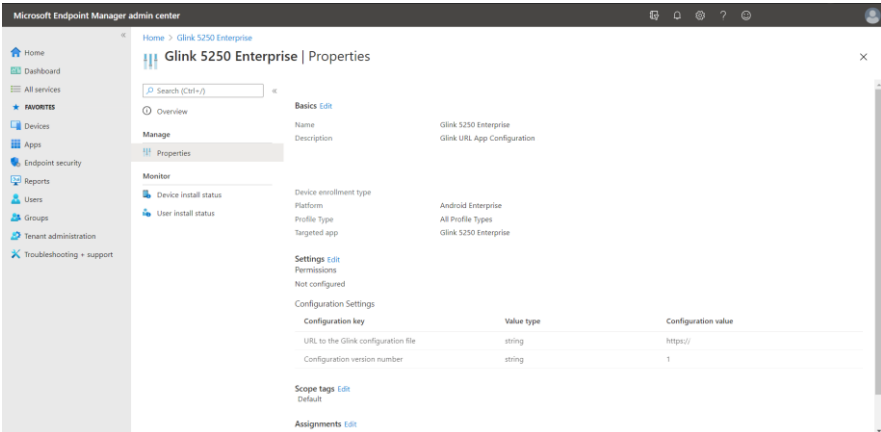 Microsoft Endpoint Manager admin center
Home > Glink 5250 Enterprise
Glink 5250 Enterprise | Properties
Home
Dashboard
All services
FAVORITES
Devices
Apps
Endpoint security
Reports
Users
Groups
Tenant administration
Troubleshooting + support
Search (Ctrl+/)
Overview
Manage
Properties
Monitor
Device install status
User install status
Basics Edit
Name Glink 5250 Enterprise
Description Glink URL App Configuration
Device enrollment type
Platform Android Enterprise
Profile Type All Profile Types
Targeted app Glink 5250 Enterprise
Settings Edit
Permissions
Not configured
Configuration Settings
Configuration key Value type Configuration value
URL to the Glink configuration file string https://
Configuration version number string 1
Scope tags Edit
Default
Assignments Edit